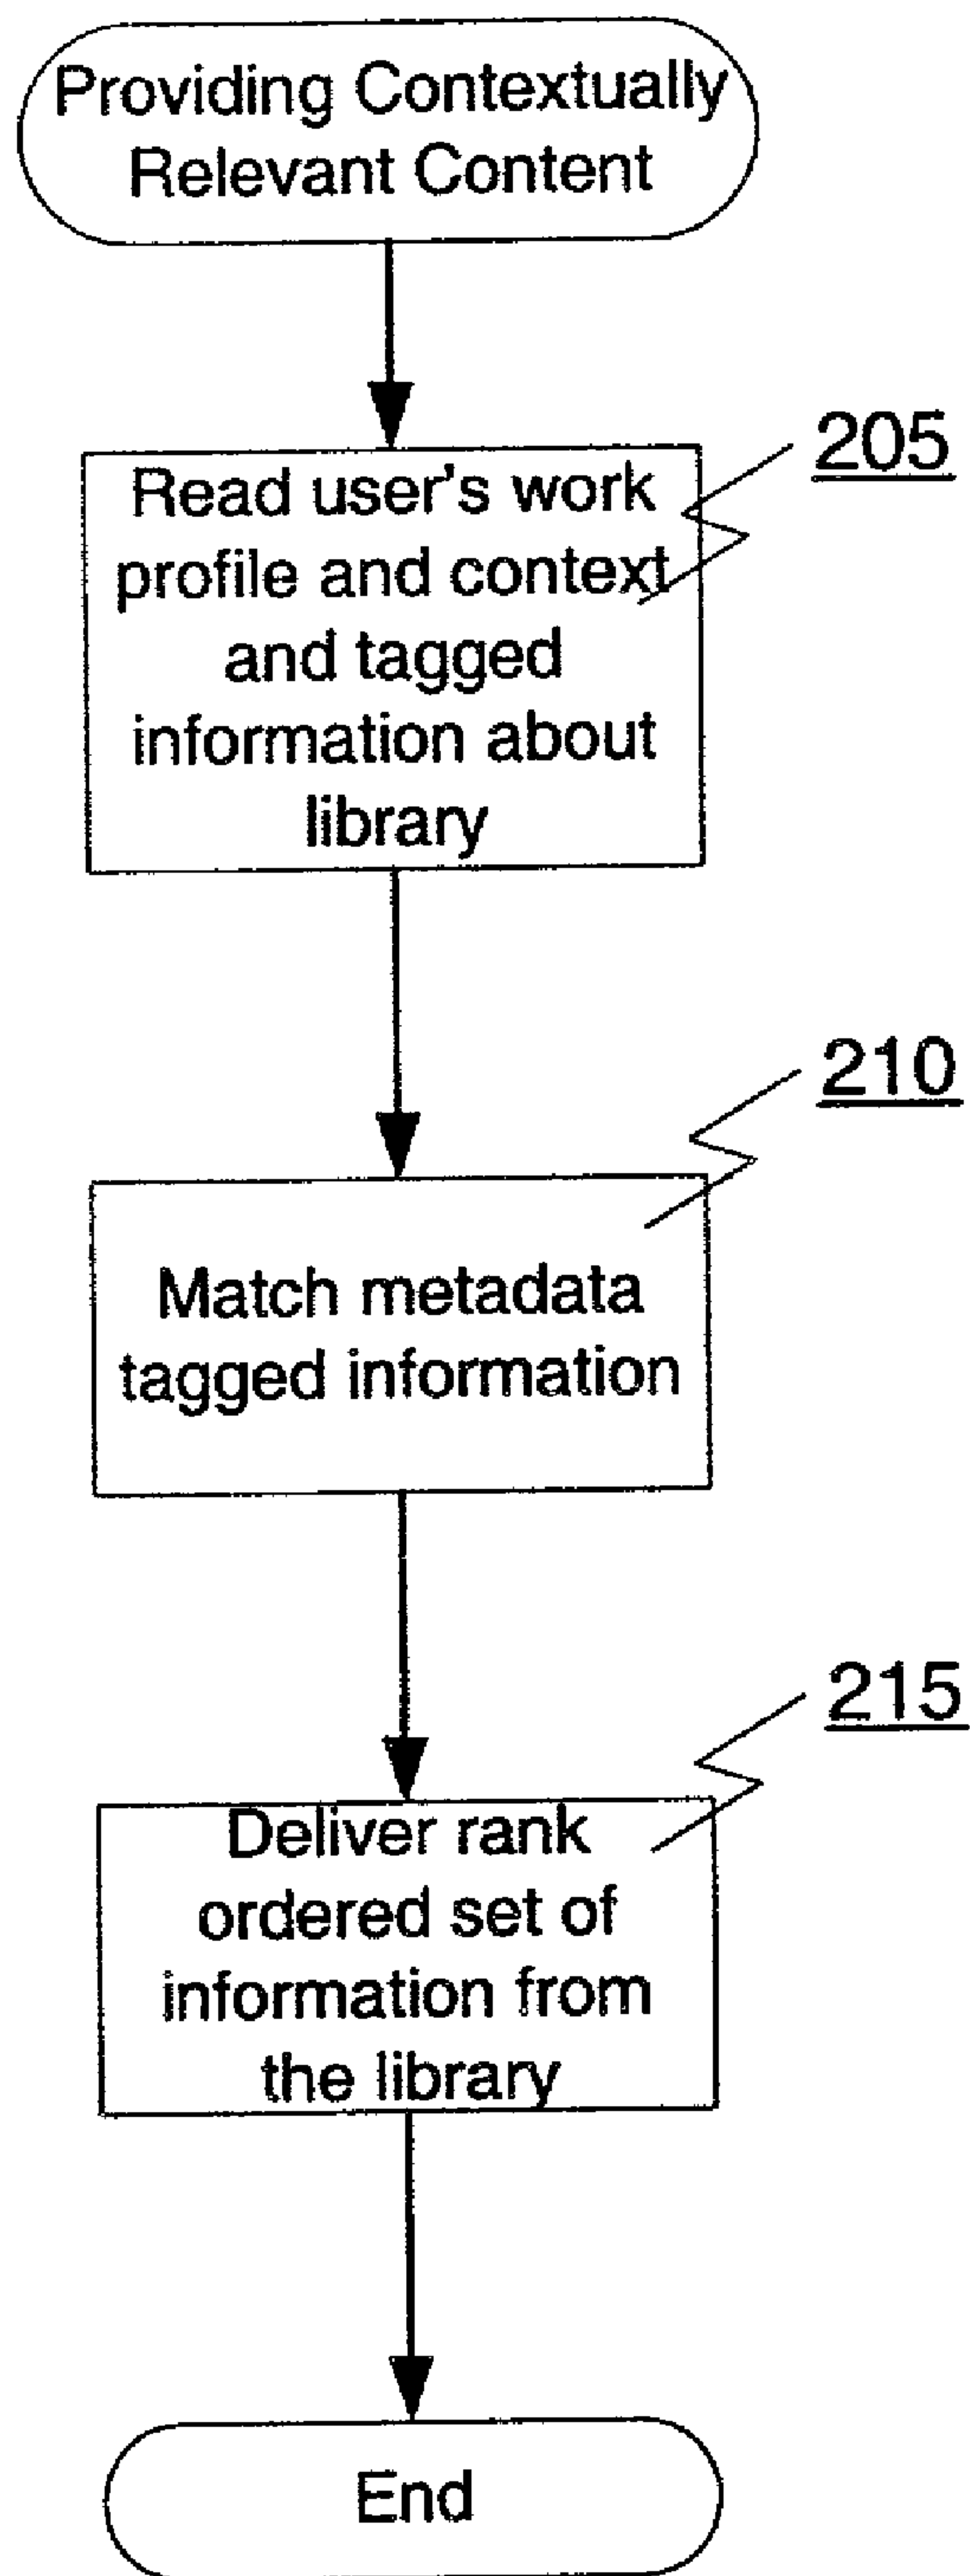 Providing Contextually
Relevant Content
205
Read user's work
profile and context
and tagged
information about
library
210
Match metadata
tagged information
215
Deliver rank
ordered set of
information from
the library
End